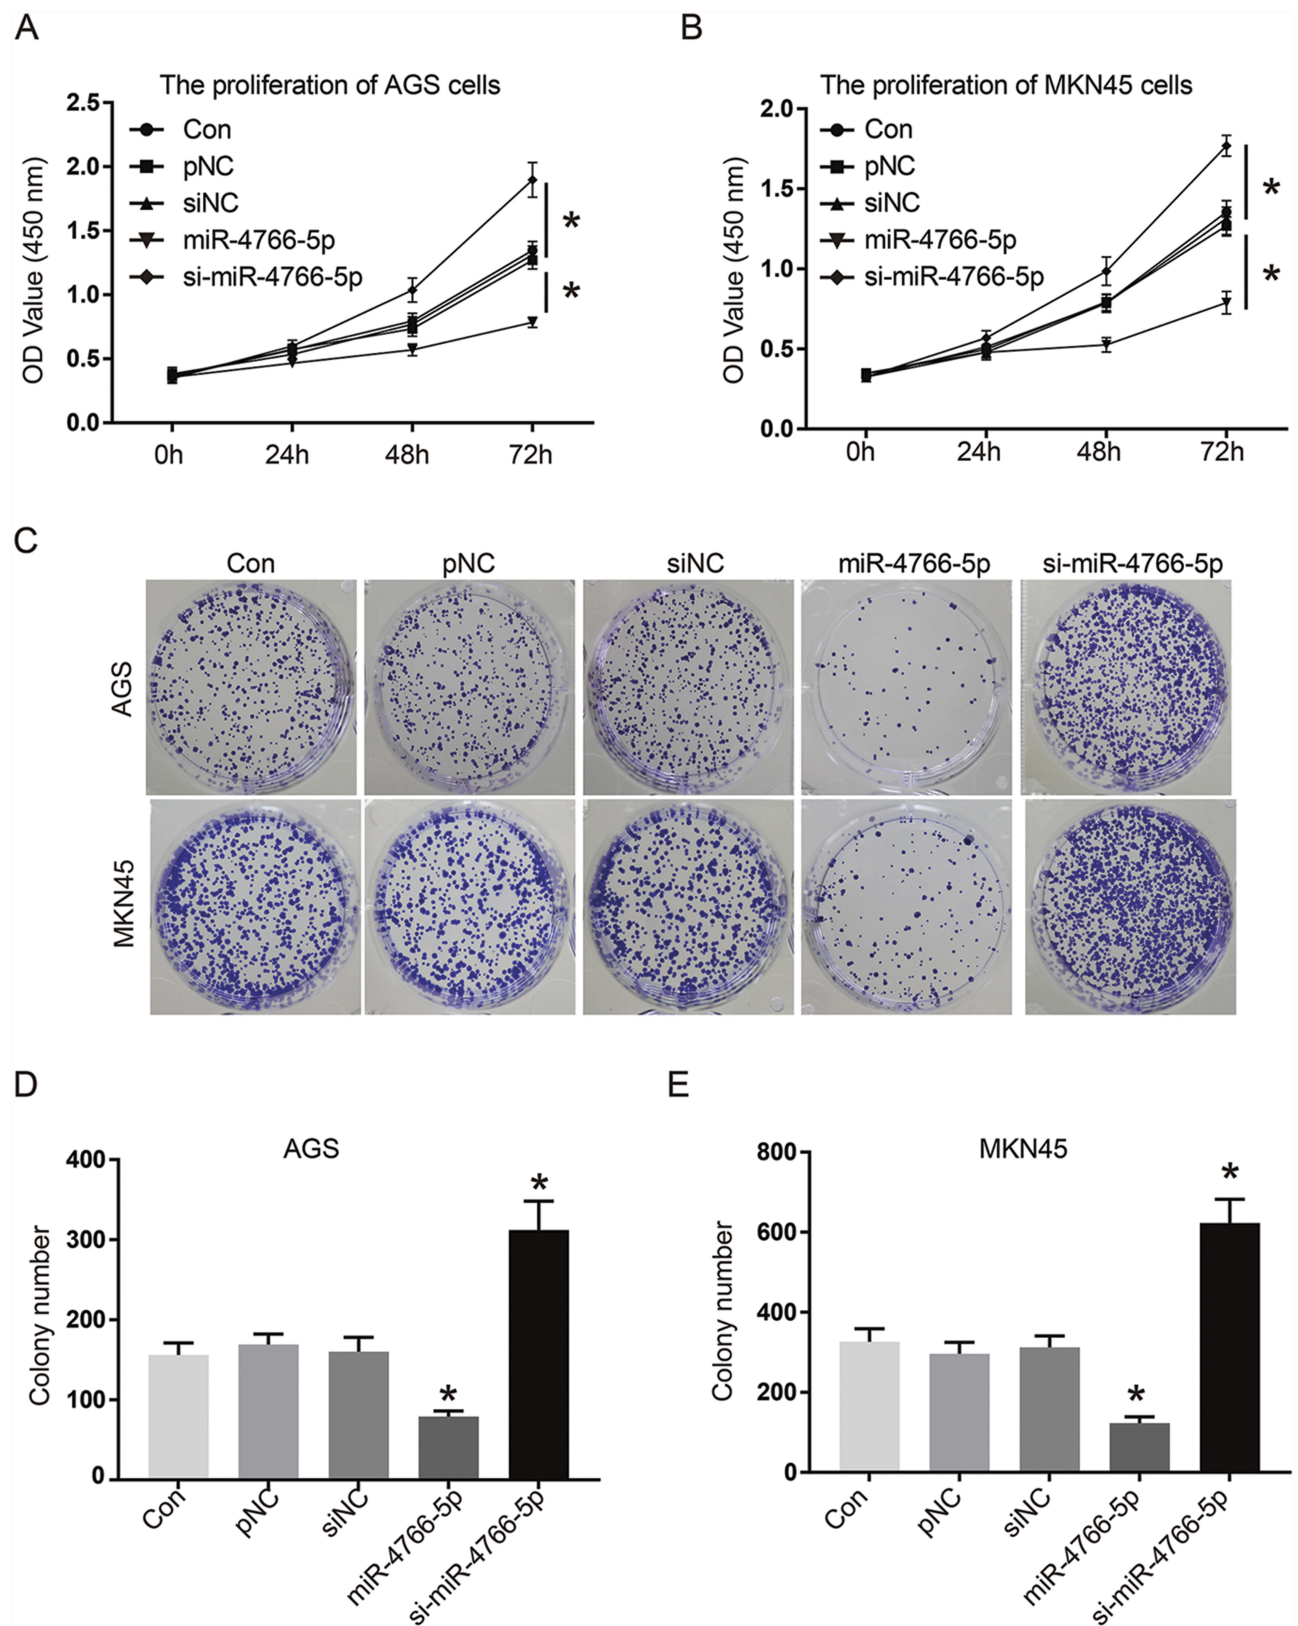 A
The proliferation of AGS cells
OD Value (450 nm)
2.5
2.0
1.5
1.0
0.5
0.0
Con
pNC
siNC
miR-4766-5p
si-miR-4766-5p
*
*
0h 24h 48h 72h
B
The proliferation of MKN45 cells
OD Value (450 nm)
2.0
1.5
1.0
0.5
0.0
Con
pNC
siNC
miR-4766-5p
si-miR-4766-5p
*
*
0h 24h 48h 72h
C
Con pNC siNC miR-4766-5p si-miR-4766-5p
AGS
MKN45
D
AGS
Colony number
400
300
200
100
0
*
*
Con pNC siNC miR-4766-5p si-miR-4766-5p
E
MKN45
Colony number
800
600
400
200
0
*
*
Con pNC siNC miR-4766-5p si-miR-4766-5p